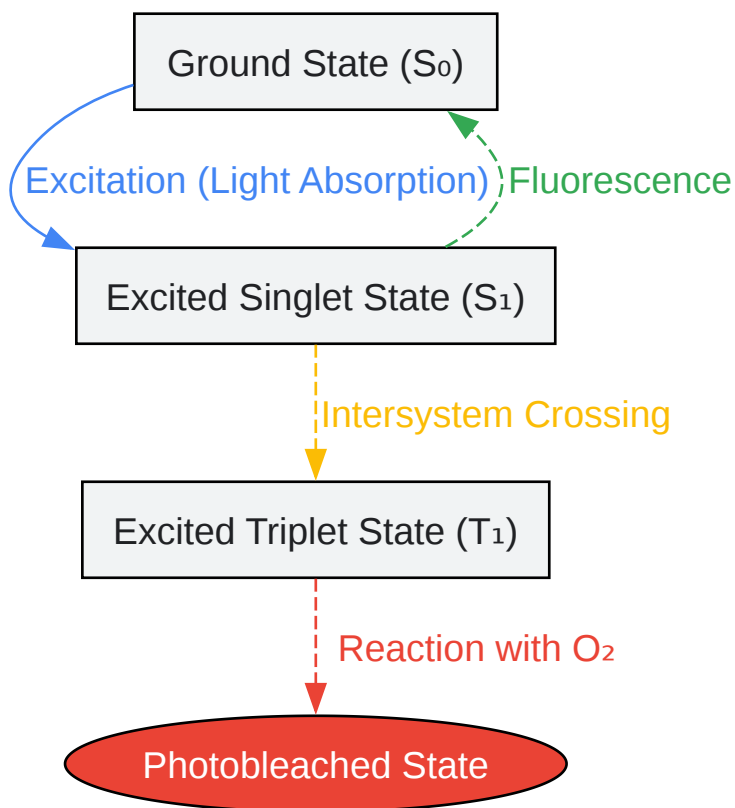 Ground State (S₀)
Excitation (Light Absorption)
Fluorescence
Excited Singlet State (S₁)
Intersystem Crossing
Excited Triplet State (T₁)
Reaction with O₂
Photobleached State